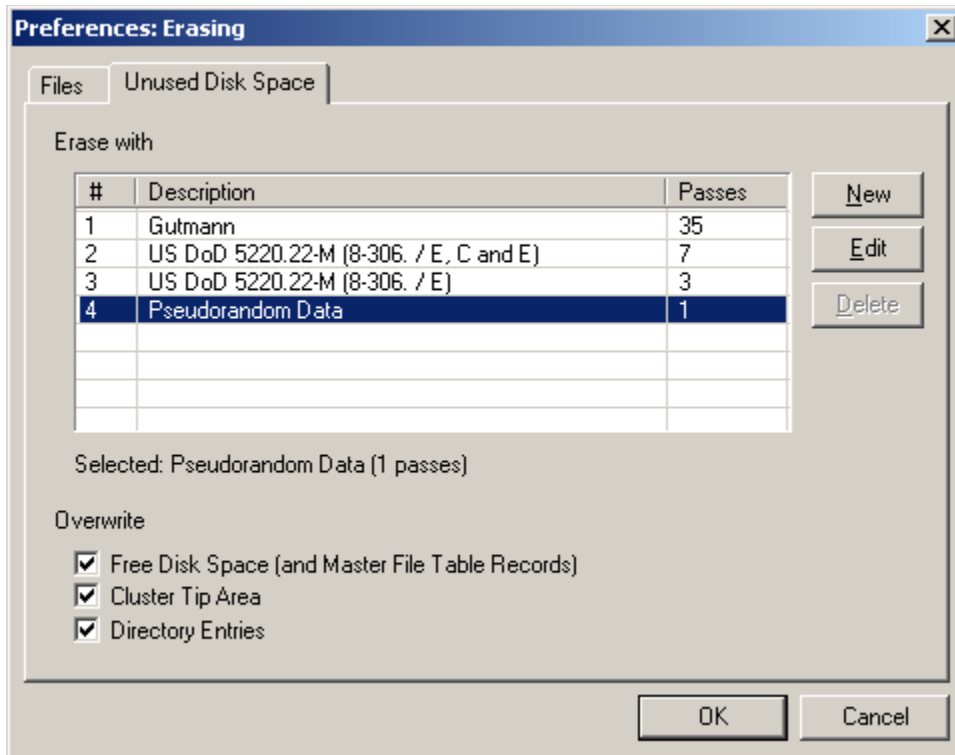 Preferences: Erasing
Files
Unused Disk Space
Erase with
# Description Passes
1 Gutmann 35
2 US DoD 5220.22-M (8-306. / E, C and E) 7
3 US DoD 5220.22-M (8-306. / E) 3
4 Pseudorandom Data 1
New
Edit
Delete
Selected: Pseudorandom Data (1 passes)
Overwrite
Free Disk Space (and Master File Table Records)
Cluster Tip Area
Directory Entries
OK
Cancel